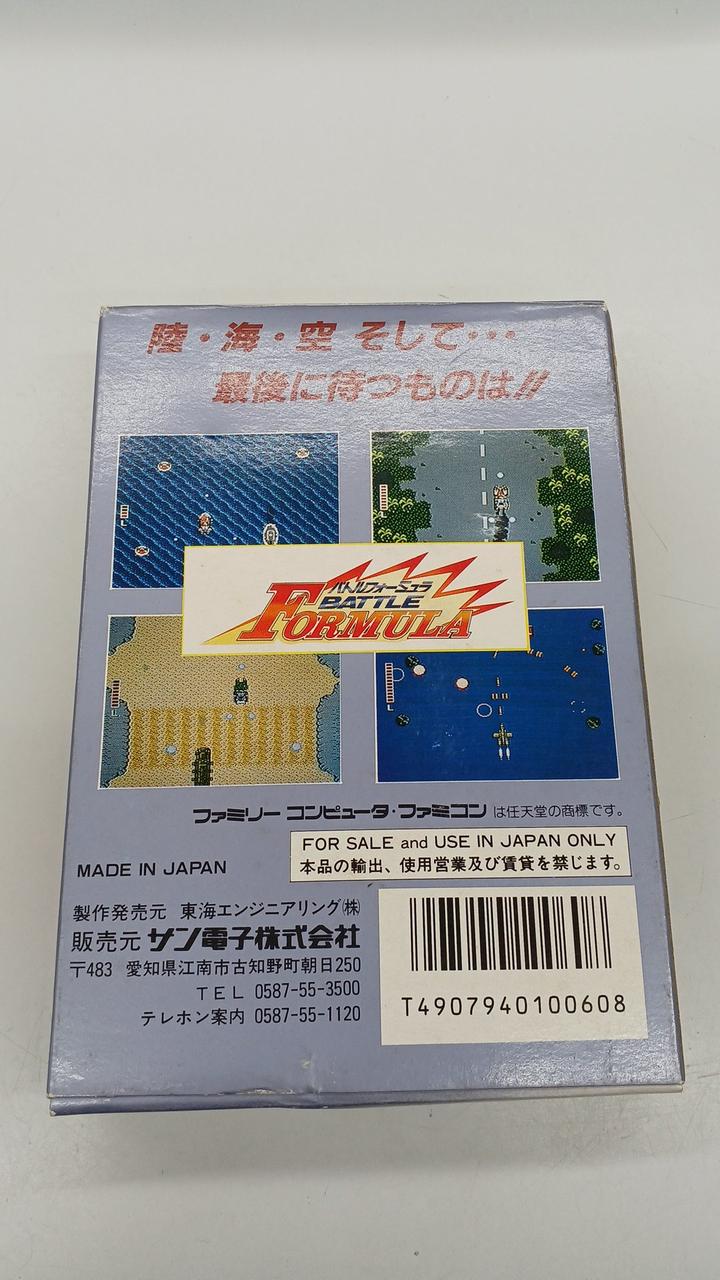 陸・海・空 そして・・・
最後に待つものは!!
バトルフォーミュラ
BATTLE
FORMULA
ファミリー コンピュータ・ファミコン は任天堂の商標です。
FOR SALE and USE IN JAPAN ONLY
本品の輸出、使用営業及び賃貸を禁じます。
MADE IN JAPAN
製作発売元 東海エンジニアリング㈱
販売元 サン電子株式会社
〒483 愛知県江南市古知野町朝日250
TEL 0587-55-3500
テレホン案内 0587-55-1120
T4907940100608